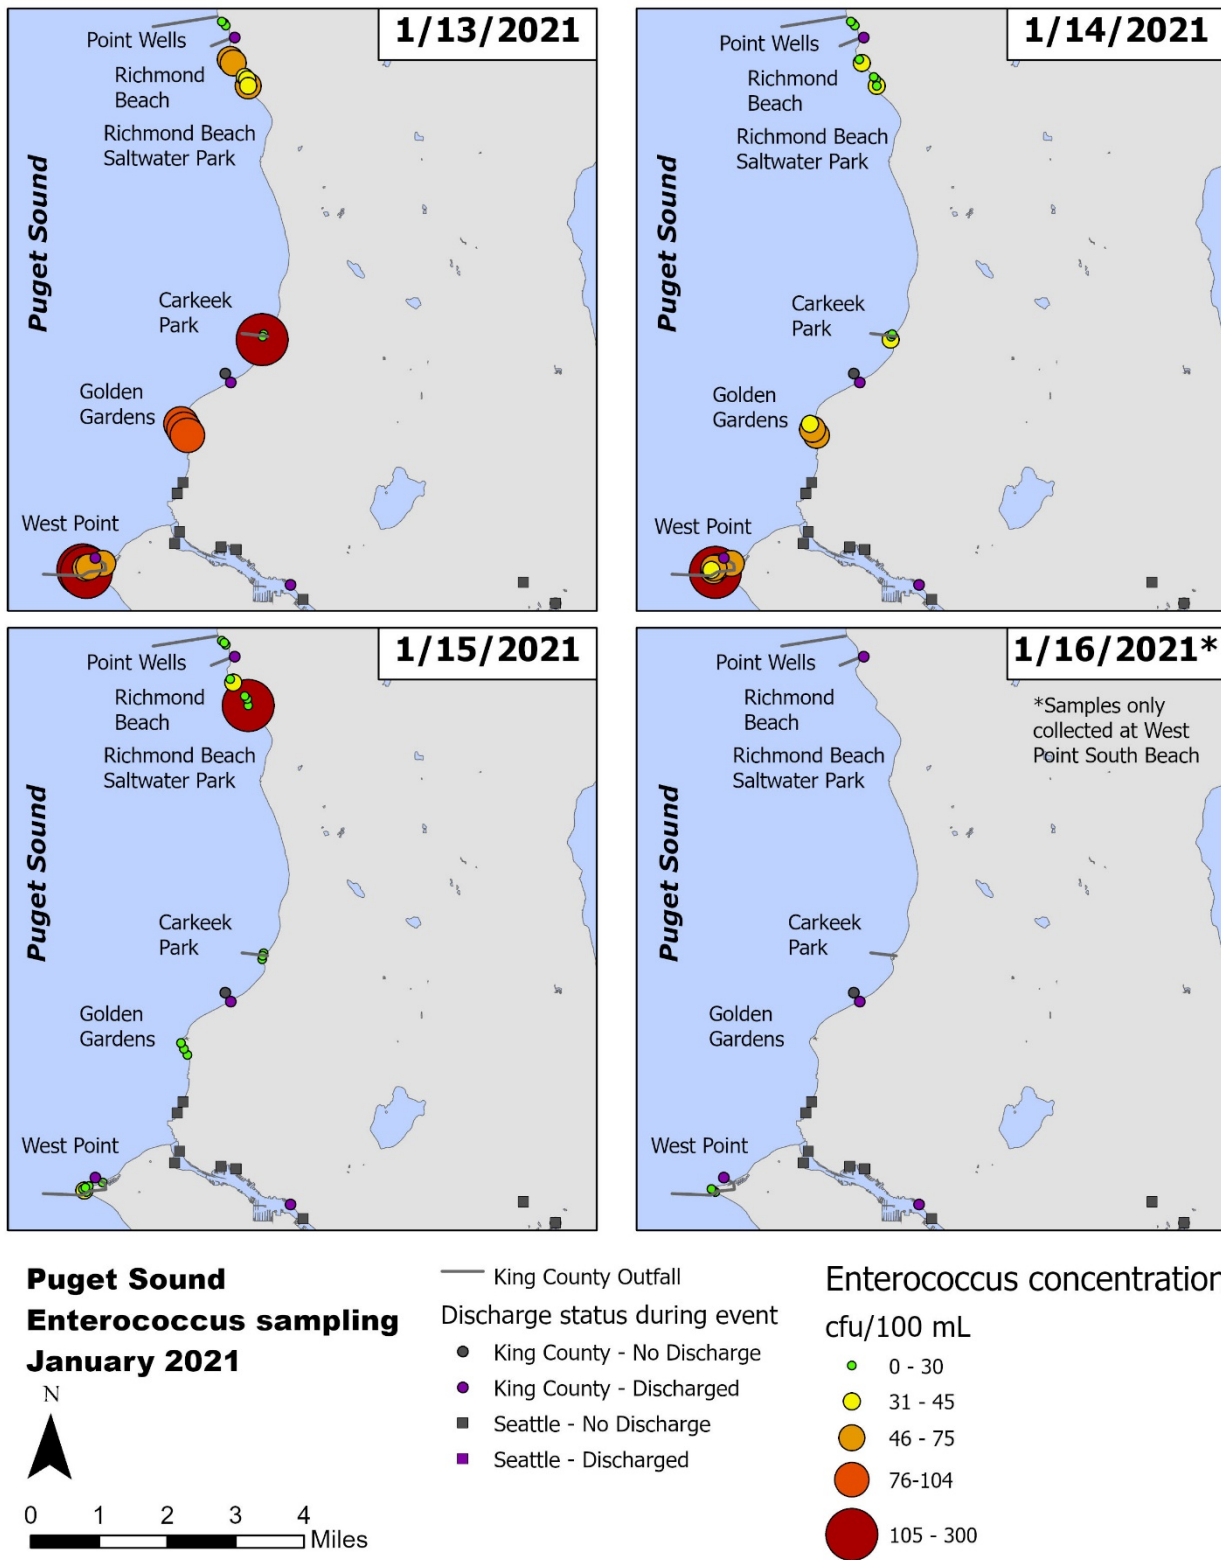 1/13/2021
Point Wells
Richmond
Beach
Richmond Beach
Saltwater Park
Puget Sound
Carkeek
Park
Golden
Gardens
West Point
1/14/2021
Point Wells
Richmond
Beach
Richmond Beach
Saltwater Park
Puget Sound
Carkeek
Park
Golden
Gardens
West Point
1/15/2021
Point Wells
Richmond
Beach
Richmond Beach
Saltwater Park
Puget Sound
Carkeek
Park
Golden
Gardens
West Point
1/16/2021*
*Samples only
collected at West
Point South Beach
Point Wells
Richmond
Beach
Richmond Beach
Saltwater Park
Puget Sound
Carkeek
Park
Golden
Gardens
West Point
Puget Sound
Enterococcus sampling
January 2021
N
0 1 2 3 4
Miles
King County Outfall
Discharge status during event
King County - No Discharge
King County - Discharged
Seattle - No Discharge
Seattle - Discharged
Enterococcus concentration
cfu/100 mL
0 - 30
31 - 45
46 - 75
76-104
105 - 300